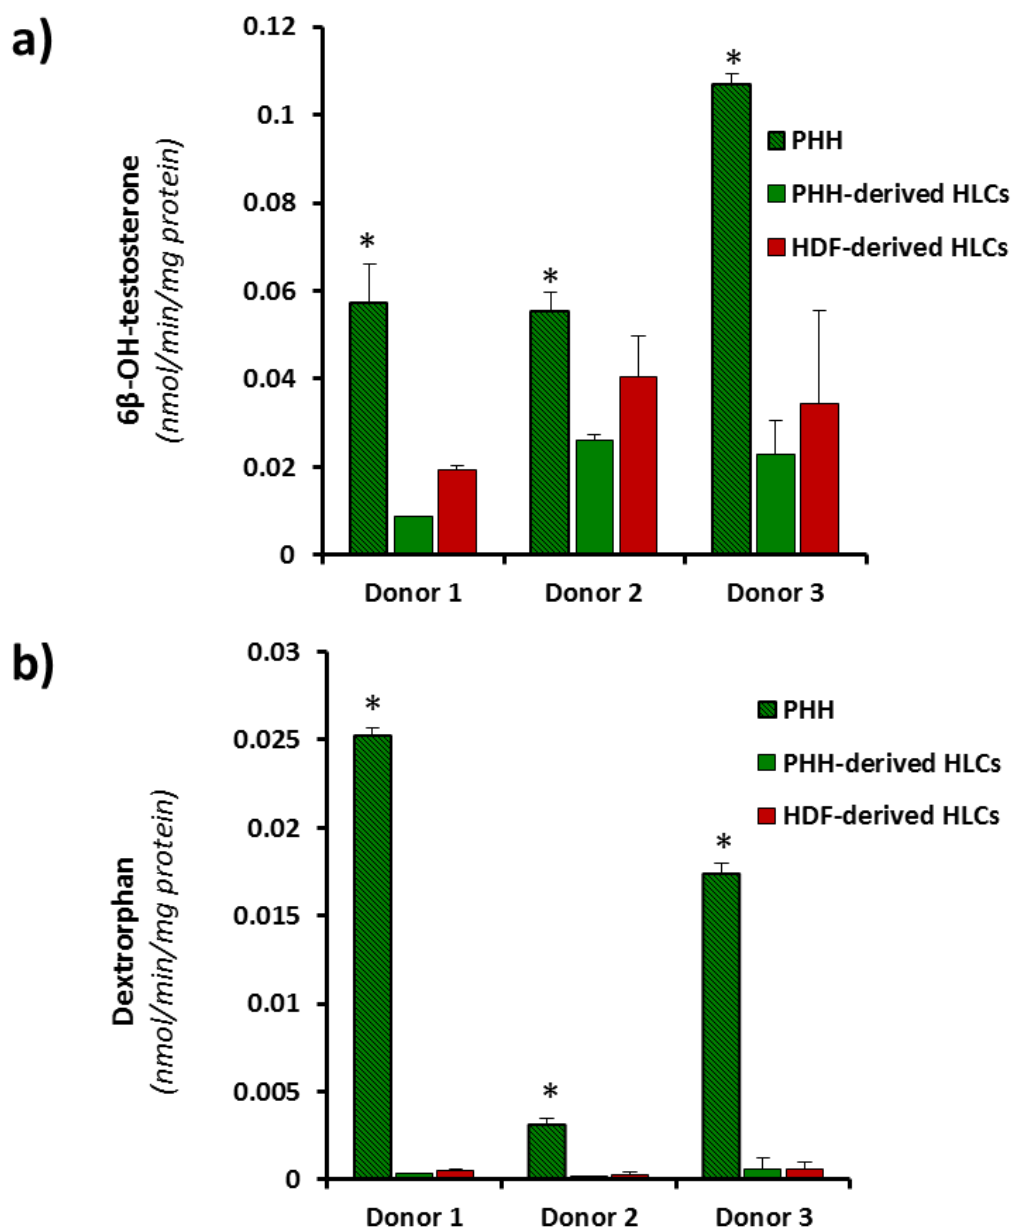 a)
6β-OH-testosterone
(nmol/min/mg protein)
0.12
0.1
0.08
0.06
0.04
0.02
0
*
*
*
PHH
PHH-derived HLCs
HDF-derived HLCs
Donor 1
Donor 2
Donor 3
b)
Dextrorphan
(nmol/min/mg protein)
0.03
0.025
0.02
0.015
0.01
0.005
0
*
*
*
PHH
PHH-derived HLCs
HDF-derived HLCs
Donor 1
Donor 2
Donor 3